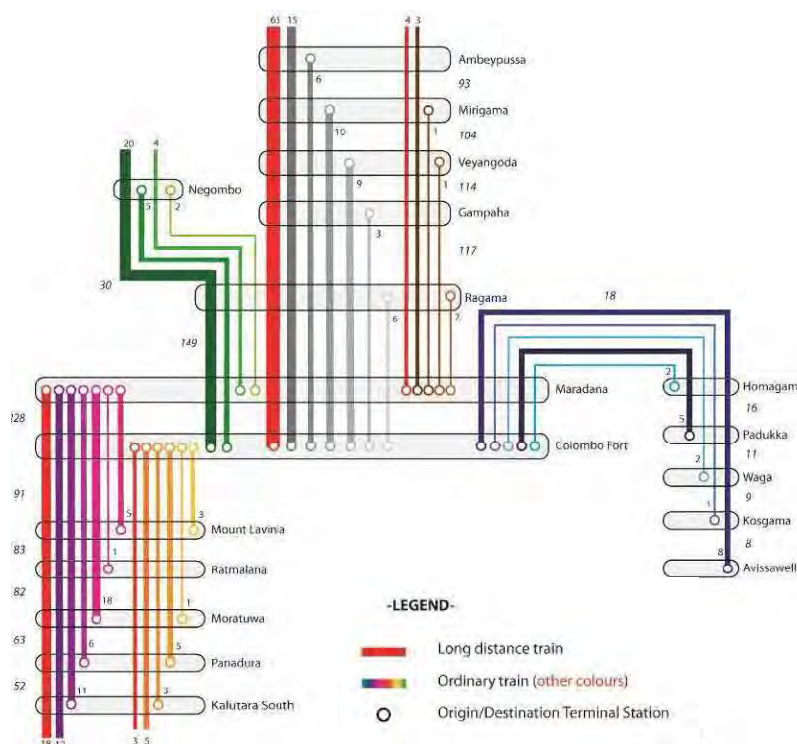 65 15 4 3
Ambeypussa
6 93
Mirigama
10 1 104
20 4
Veyangoda
9 1 114
Negombo
5 2
Gampaha
3 117
30
Ragama
6 2 18
149
Maradana
2 Homagam
128 16
Colombo Fort
5 Padukka
11
91 2 Waga
9
5 3
Mount Lavinia
1 Kosgama
83 8
1
Ratmalana
8 Avissawell
82
18 1
Moratuwa
-LEGEND-
63
6 5
Panadura
Long distance train
52
11 3
Kalutara South
Ordinary train (other colours)
Origin/Destination Terminal Station
18 12 3 5